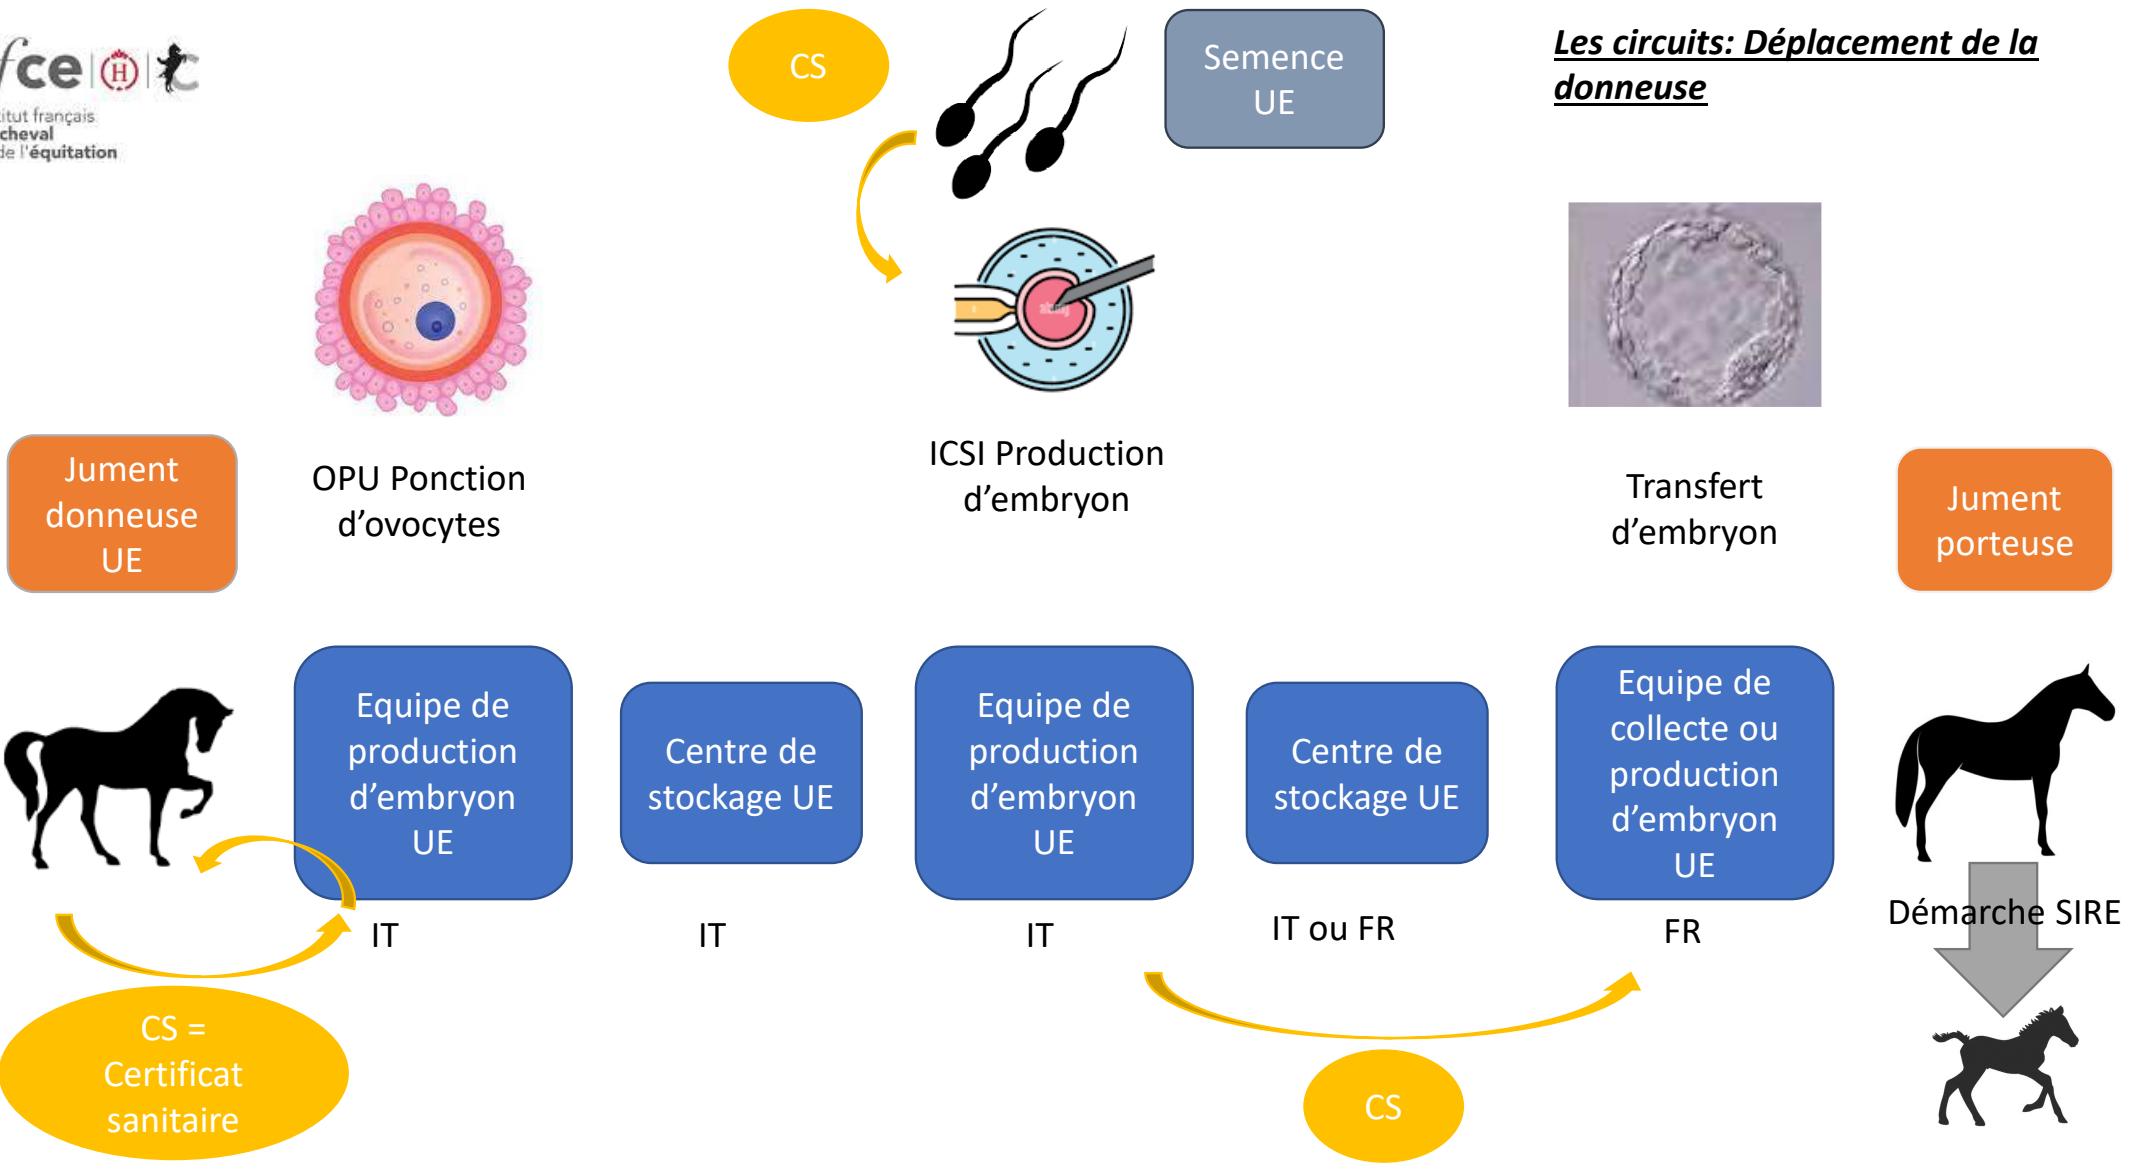 fce
titut français
cheval
de l'équitation
CS
Semence
UE
Les circuits: Déplacement de la
donneuse
Jument
donneuse
UE
OPU Ponction
d’ovocytes
ICSI Production
d’embryon
Transfert
d’embryon
Jument
porteuse
Equipe de
production
d’embryon
UE
Centre de
stockage UE
Equipe de
production
d’embryon
UE
Centre de
stockage UE
Equipe de
collecte ou
production
d’embryon
UE
IT
IT
IT
IT ou FR
FR
Démarche SIRE
CS =
Certificat
sanitaire
CS